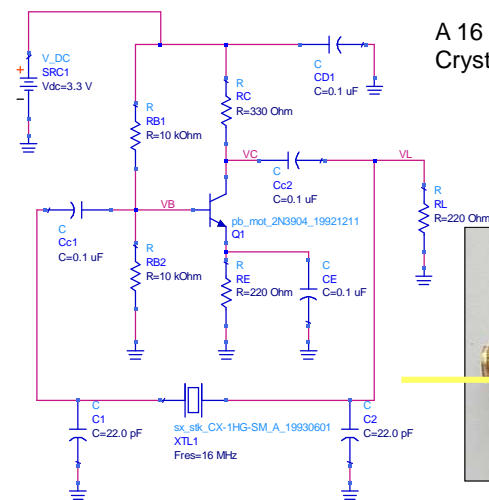 A 16
Cryst
V_DC
SRC1
Vdc=3.3 V
+
–
C
CD1
C=0.1 uF
R
RB1
R=10 kOhm
R
RC
R=330 Ohm
VC
VL
C
Cc2
C=0.1 uF
R
RL
R=220 Ohm
VB
pb_mot_2N3904_19921211
Q1
C
Cc1
C=0.1 uF
R
RB2
R=10 kOhm
R
RE
R=220 Ohm
C
CE
C=0.1 uF
C
C1
C=22.0 pF
sx_stk_CX-1HG-SM_A_19930601
XTL1
Fres=16 MHz
C
C2
C=22.0 pF